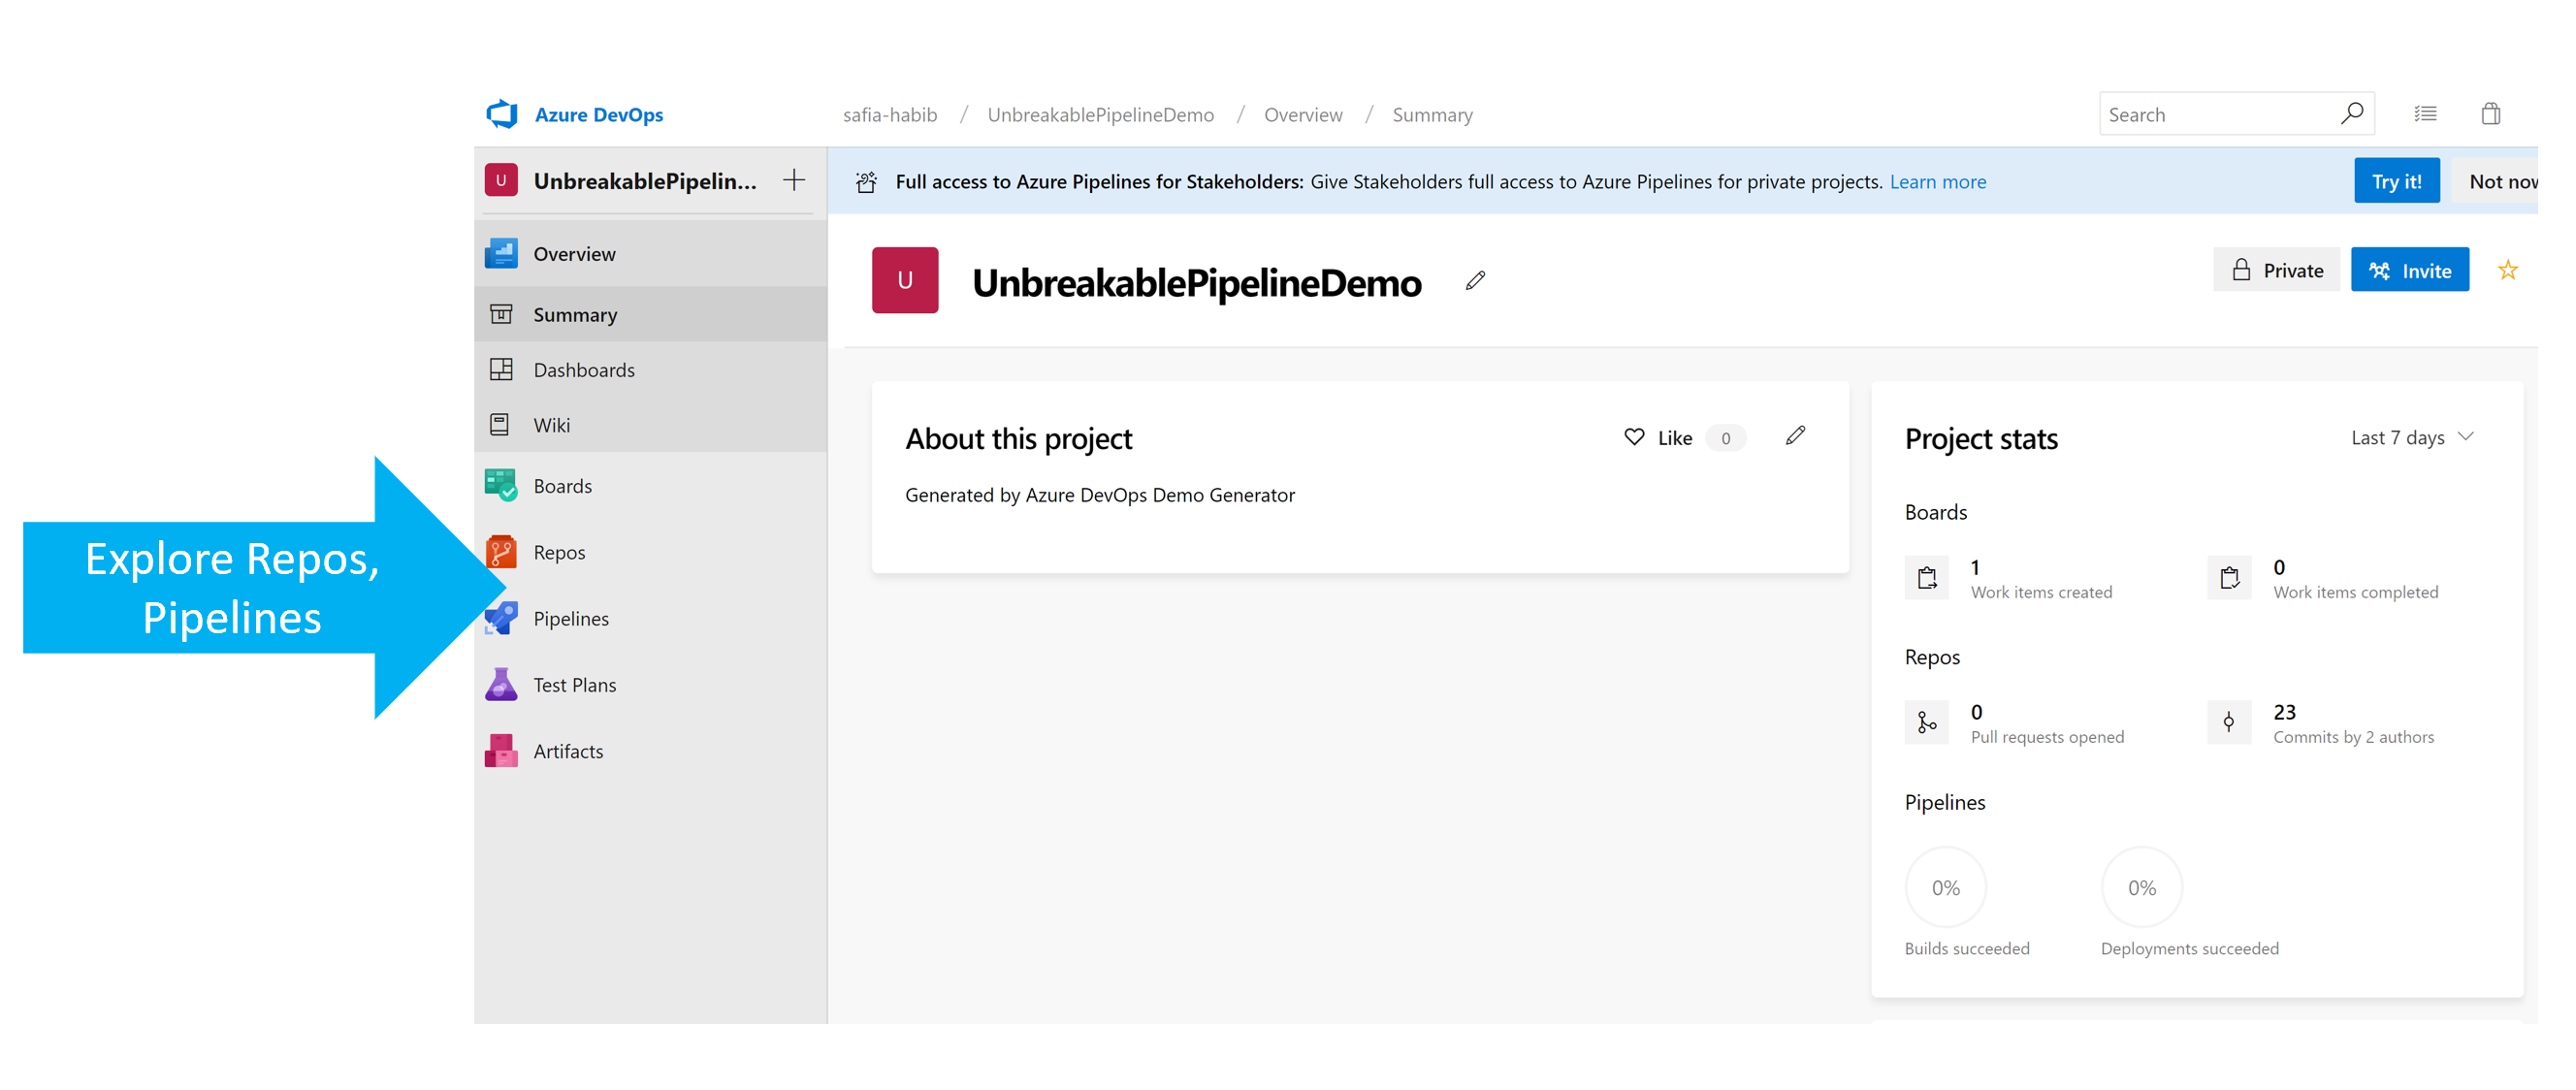 Azure DevOps
safia-habib / UnbreakablePipelineDemo / Overview / Summary
Search
U
UnbreakablePipelin...
Full access to Azure Pipelines for Stakeholders: Give Stakeholders full access to Azure Pipelines for private projects. Learn more
Try it!
Not now
Overview
Summary
Dashboards
Wiki
Boards
Repos
Pipelines
Test Plans
Artifacts
Explore Repos,
Pipelines
U
UnbreakablePipelineDemo
Private
Invite
About this project
Like 0
Generated by Azure DevOps Demo Generator
Project stats
Last 7 days
Boards
1
Work items created
0
Work items completed
Repos
0
Pull requests opened
23
Commits by 2 authors
Pipelines
0%
Builds succeeded
0%
Deployments succeeded